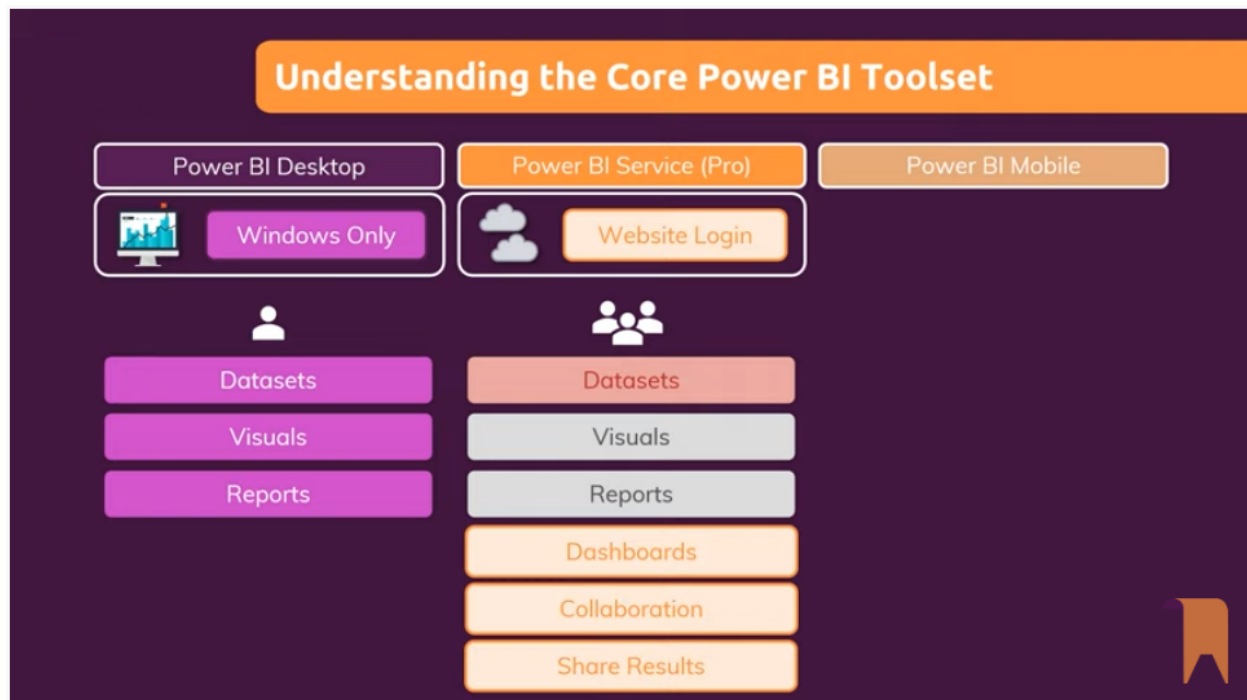 Understanding the Core Power BI Toolset
Power BI Desktop
Power BI Service (Pro)
Power BI Mobile
Windows Only
Website Login
Datasets
Datasets
Visuals
Visuals
Reports
Reports
Dashboards
Collaboration
Share Results